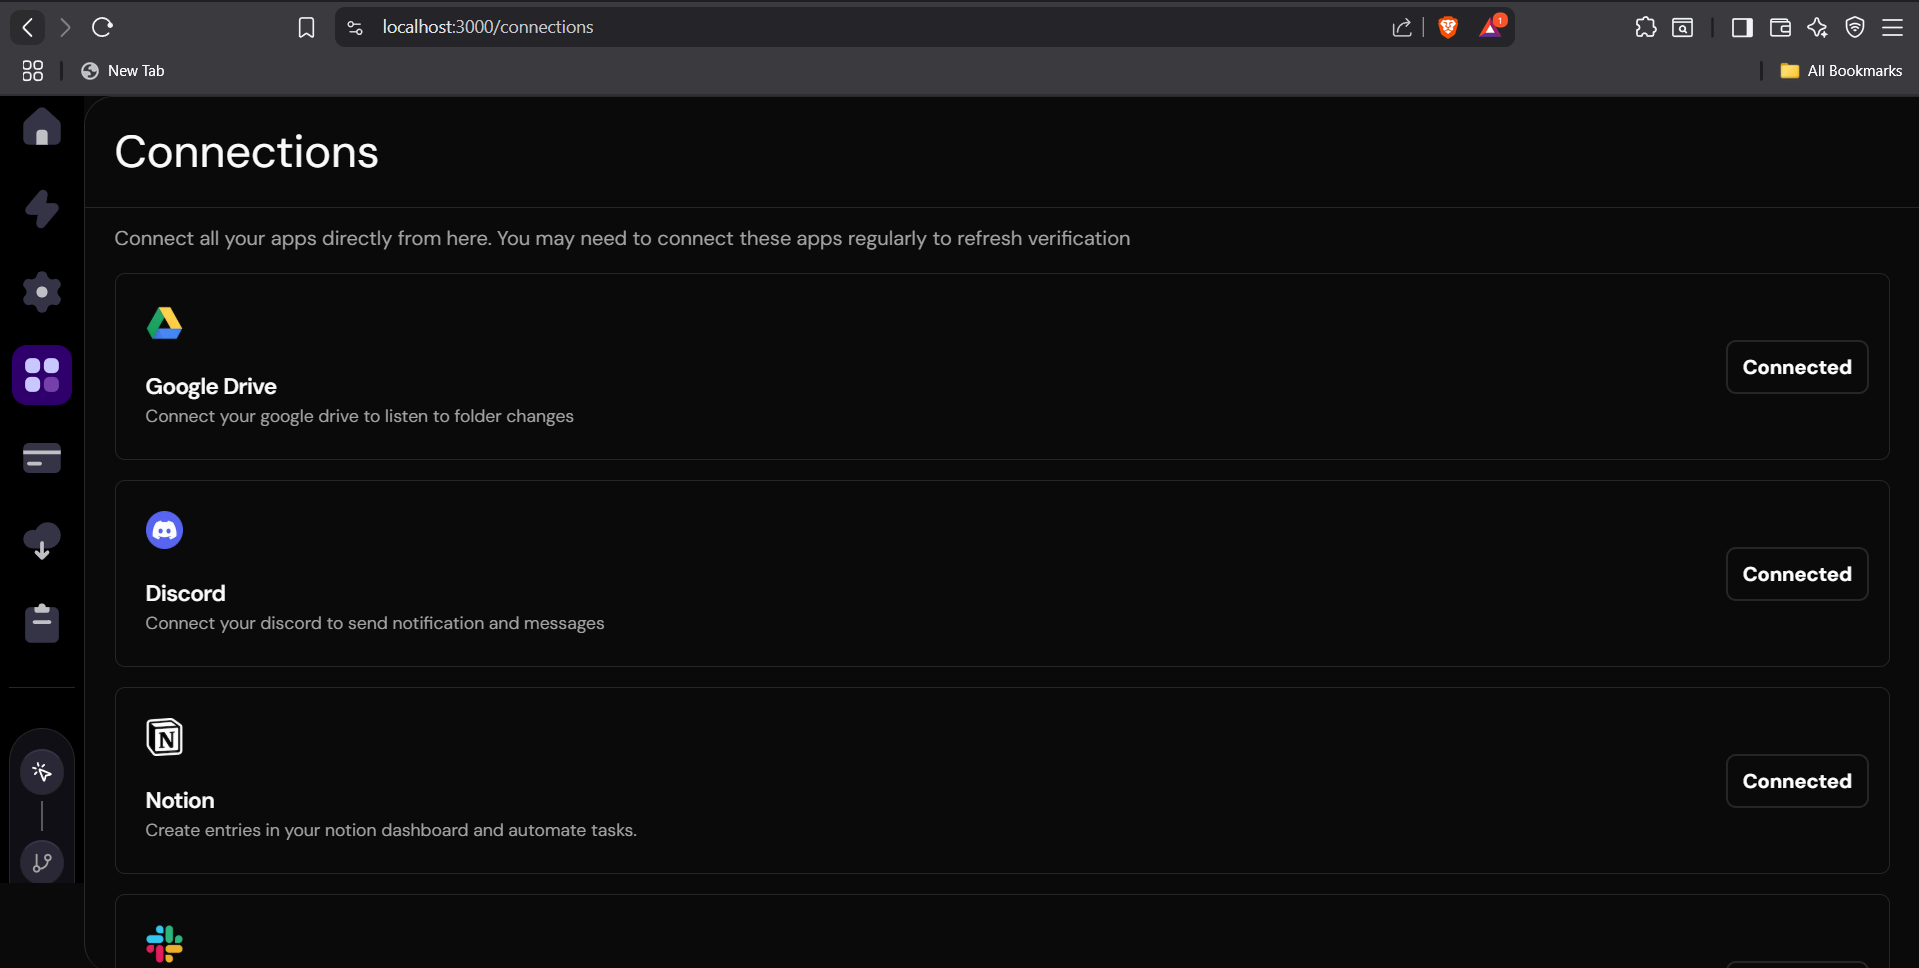 localhost:3000/connections
1
New Tab
All Bookmarks
Connections
Connect all your apps directly from here. You may need to connect these apps regularly to refresh verification
Google Drive
Connect your google drive to listen to folder changes
Connected
Discord
Connect your discord to send notification and messages
Connected
N
Notion
Create entries in your notion dashboard and automate tasks.
Connected